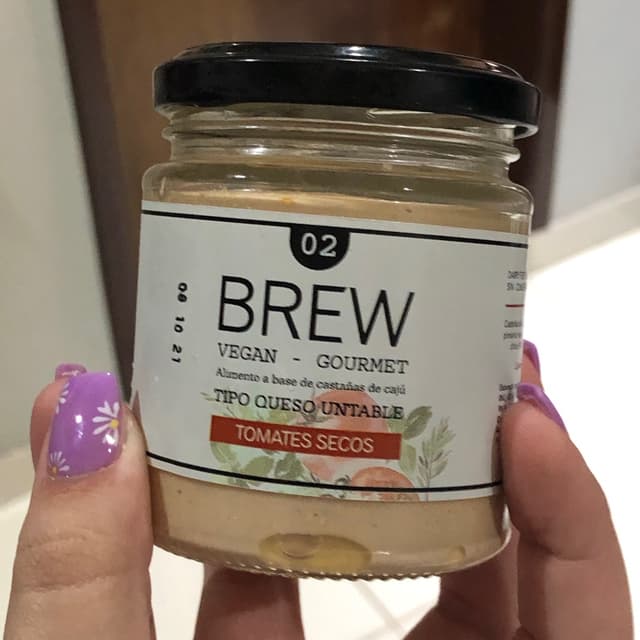 02
BREW
VEGAN - GOURMET
Alimento a base de castañas de cajú
TIPO QUESO UNTABLE
TOMATES SECOS
08 10 21